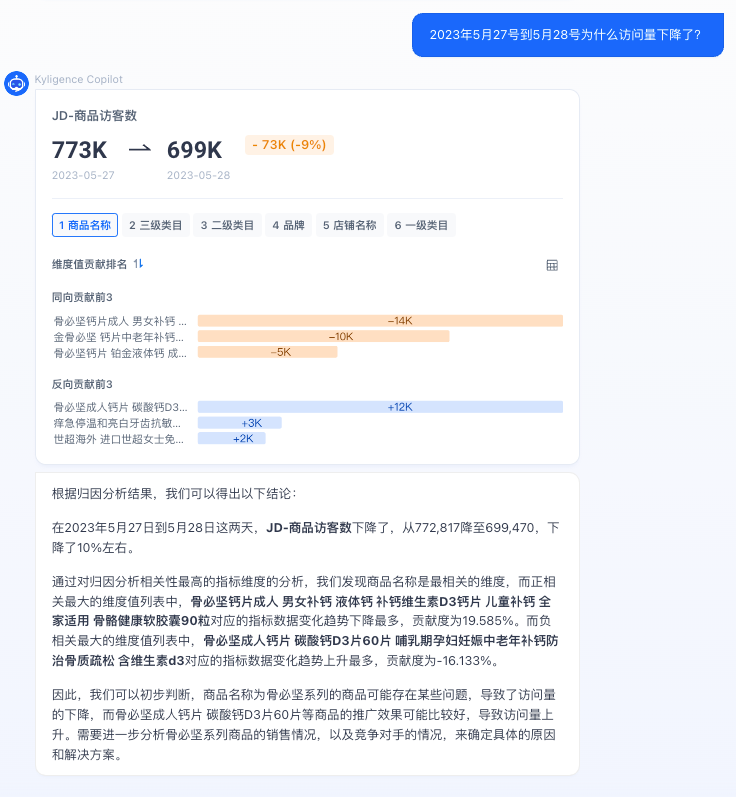 2023年5月27号到5月28号为什么访问量下降了?
Kyligence Copilot
JD-商品访客数
773K → 699K - 73K (-9%)
2023-05-27 2023-05-28
1 商品名称 2 三级类目 3 二级类目 4 品牌 5 店铺名称 6 一级类目
维度值贡献排名
同向贡献前3
骨必坚钙片成人 男女补钙 ... −14K
金骨必坚 钙片中老年补钙... −10K
骨必坚钙片 铂金液体钙 成... −5K
反向贡献前3
骨必坚成人钙片 碳酸钙D3... +12K
痒急停温和亮白牙齿抗敏... +3K
世超海外 进口世超女士免... +2K
根据归因分析结果，我们可以得出以下结论：
在2023年5月27日到5月28日这两天，JD-商品访客数下降了，从772,817降至699,470，下
降了10%左右。
通过对归因分析相关性最高的指标维度的分析，我们发现商品名称是最相关的维度，而正相
关最大的维度值列表中，骨必坚钙片成人 男女补钙 液体钙 补钙维生素D3钙片 儿童补钙 全
家适用 骨骼健康软胶囊90粒对应的指标数据变化趋势下降最多，贡献度为19.585%。而负
相关最大的维度值列表中，骨必坚成人钙片 碳酸钙D3片60片 哺乳期孕妇妊娠中老年补钙防
治骨质疏松 含维生素d3对应的指标数据变化趋势上升最多，贡献度为-16.133%。
因此，我们可以初步判断，商品名称为骨必坚系列的商品可能存在某些问题，导致了访问量
的下降，而骨必坚成人钙片 碳酸钙D3片60片等商品的推广效果可能比较好，导致访问量上
升。需要进一步分析骨必坚系列商品的销售情况，以及竞争对手的情况，来确定具体的原因
和解决方案。